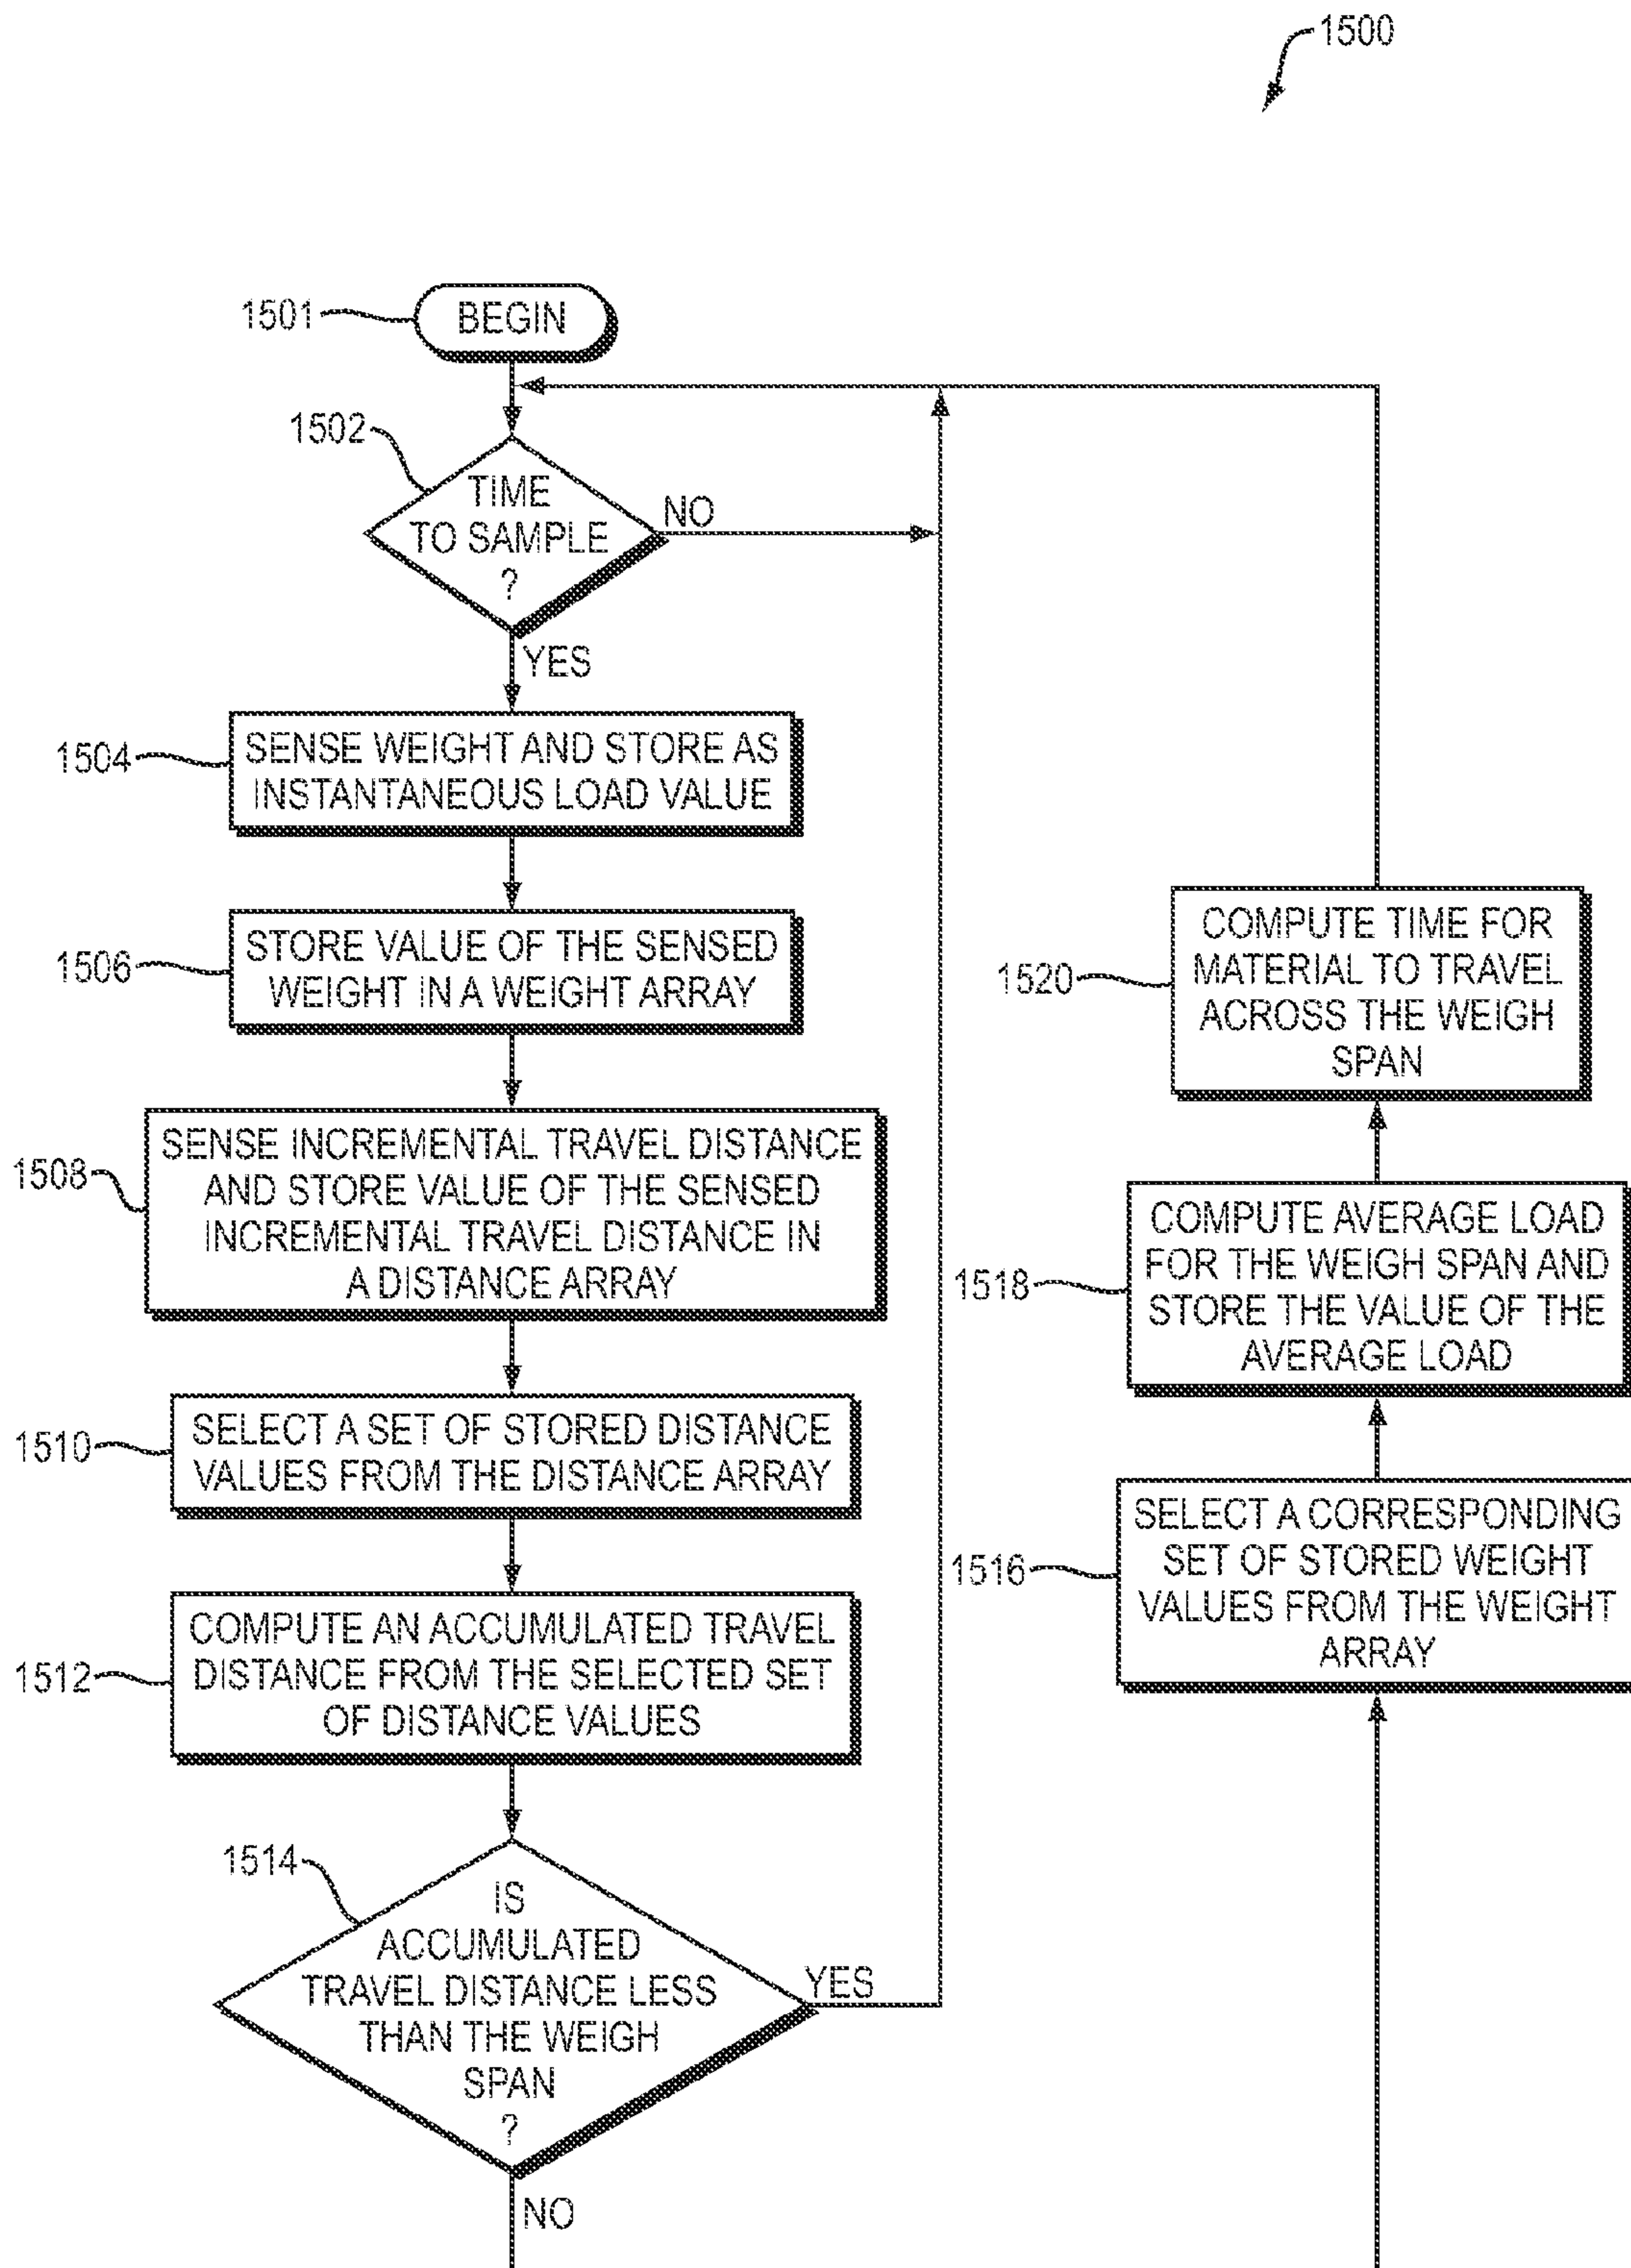 1500
1501
BEGIN
1502
TIME
TO SAMPLE
?
NO
YES
1504
SENSE WEIGHT AND STORE AS
INSTANTANEOUS LOAD VALUE
1506
STORE VALUE OF THE SENSED
WEIGHT IN A WEIGHT ARRAY
1508
SENSE INCREMENTAL TRAVEL DISTANCE
AND STORE VALUE OF THE SENSED
INCREMENTAL TRAVEL DISTANCE IN
A DISTANCE ARRAY
1510
SELECT A SET OF STORED DISTANCE
VALUES FROM THE DISTANCE ARRAY
1512
COMPUTE AN ACCUMULATED TRAVEL
DISTANCE FROM THE SELECTED SET
OF DISTANCE VALUES
1514
IS
ACCUMULATED
TRAVEL DISTANCE LESS
THAN THE WEIGH
SPAN
?
YES
NO
1516
SELECT A CORRESPONDING
SET OF STORED WEIGHT
VALUES FROM THE WEIGHT
ARRAY
1518
COMPUTE AVERAGE LOAD
FOR THE WEIGH SPAN AND
STORE THE VALUE OF THE
AVERAGE LOAD
1520
COMPUTE TIME FOR
MATERIAL TO TRAVEL
ACROSS THE WEIGH
SPAN